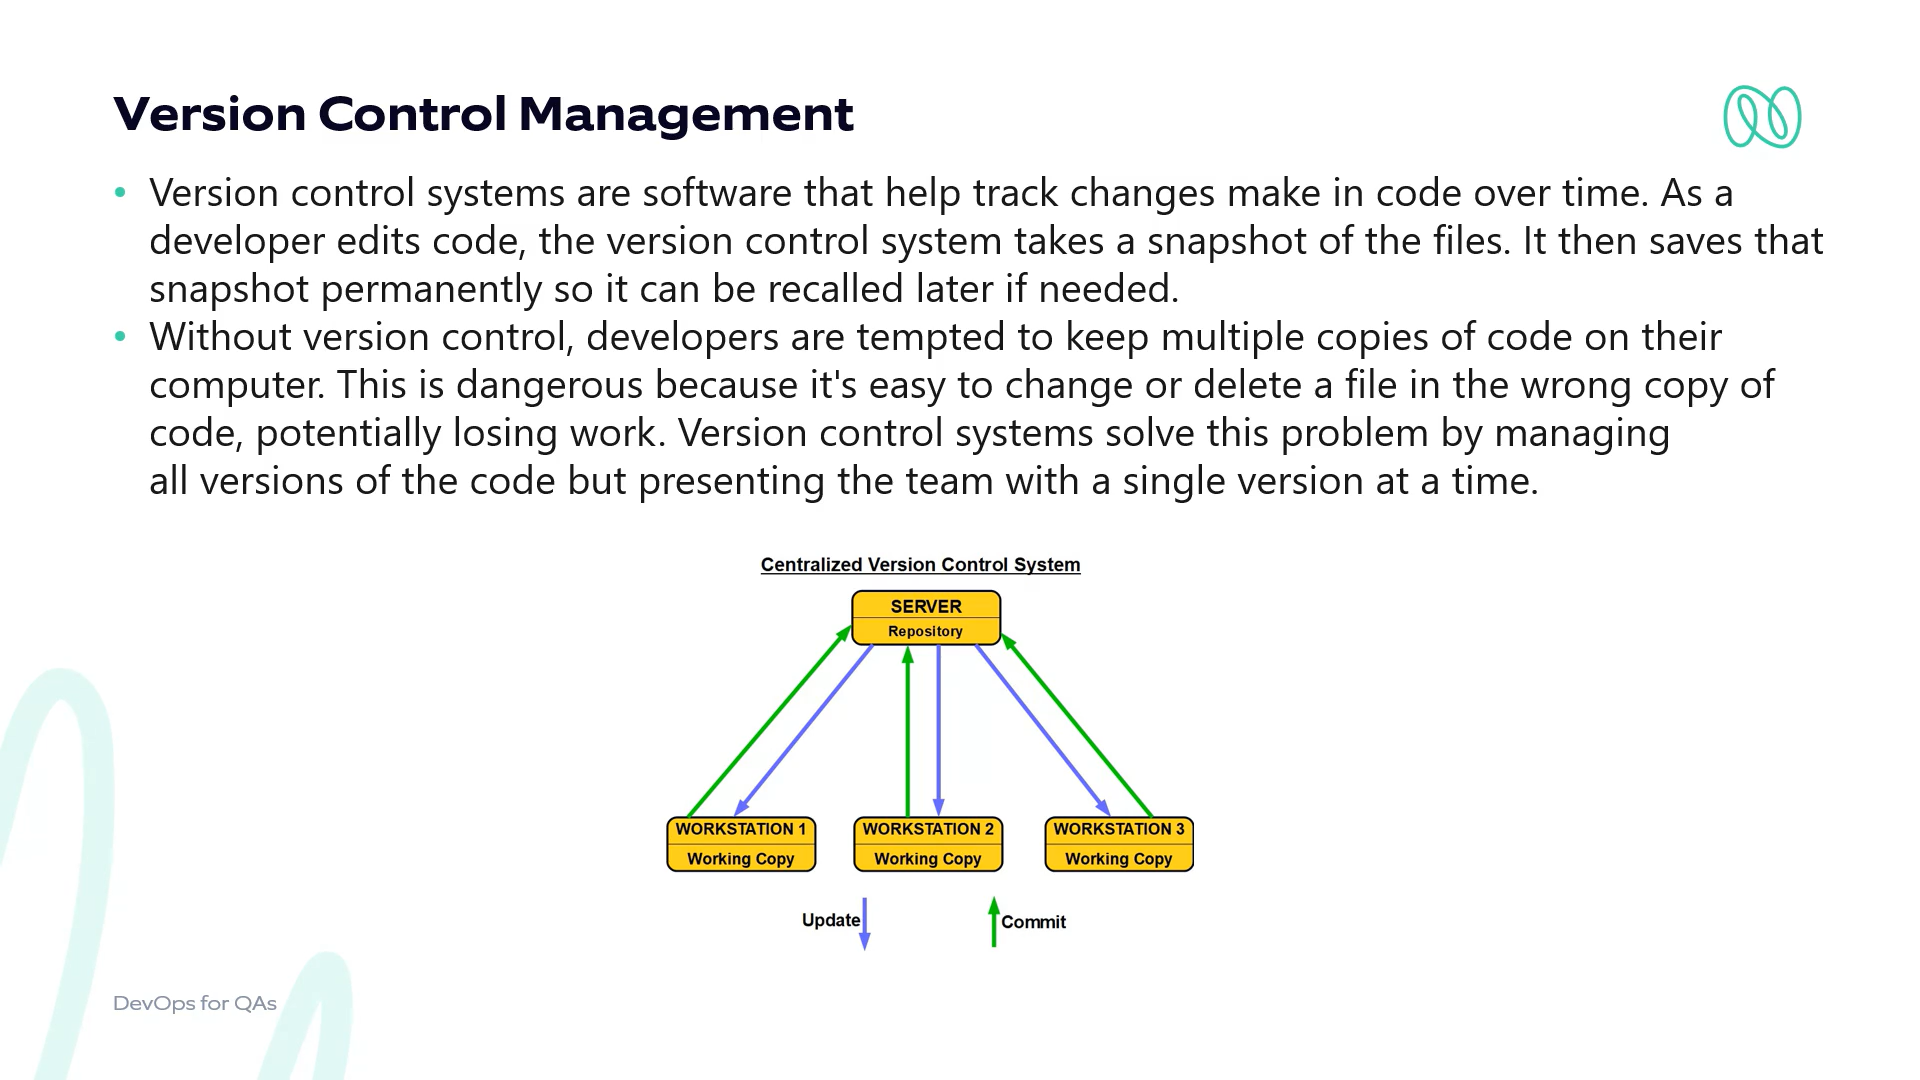 Version Control Management
• Version control systems are software that help track changes make in code over time. As a
developer edits code, the version control system takes a snapshot of the files. It then saves that
snapshot permanently so it can be recalled later if needed.
• Without version control, developers are tempted to keep multiple copies of code on their
computer. This is dangerous because it's easy to change or delete a file in the wrong copy of
code, potentially losing work. Version control systems solve this problem by managing
all versions of the code but presenting the team with a single version at a time.
Centralized Version Control System
SERVER
Repository
WORKSTATION 1
Working Copy
WORKSTATION 2
Working Copy
WORKSTATION 3
Working Copy
Update
Commit
DevOps for QAs